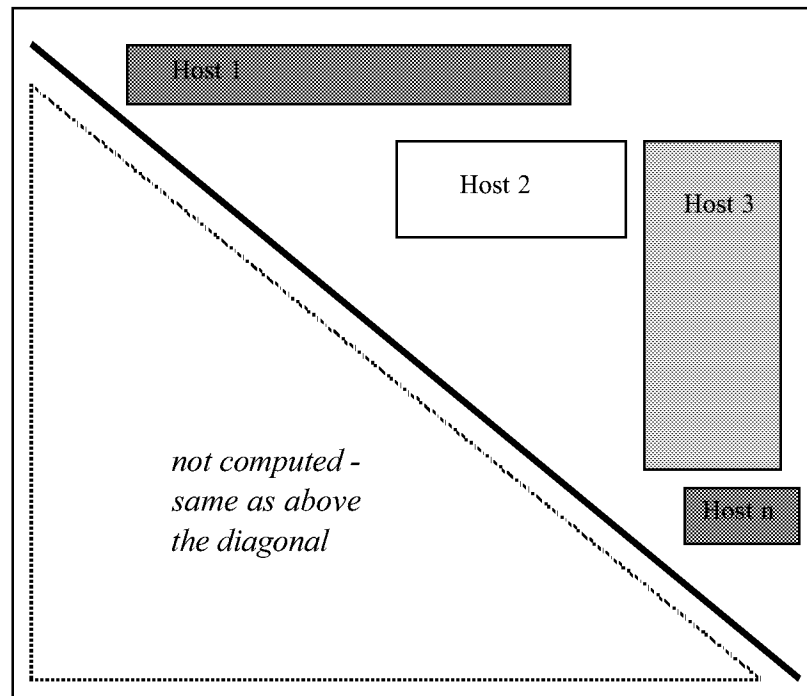 Host 1
Host 2
Host 3
not computed -
same as above
the diagonal
Host n